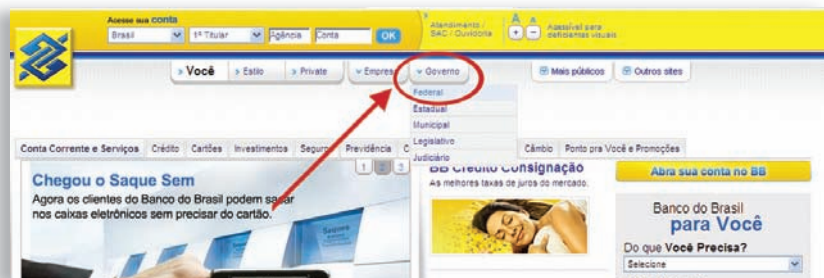 Acesse sua conta
Brasil 1º Titular Agência Conta OK
Atendimento /
SAC / Ouvidoria
A A
+ -
Acessível para
deficientes visuais
Você Estilo Private Empresa Governo Mais públicos Outros sites
Federal
Estadual
Municipal
Legislativo
Judiciário
Conta Corrente e Serviços Crédito Cartões Investimentos Seguro Previdência C Câmbio Ponto pra Você e Promoções
1 2 3
Chegou o Saque Sem
Agora os clientes do Banco do Brasil podem sacar
nos caixas eletrônicos sem precisar do cartão.
BB Crédito Consignação
As melhores taxas de juros do mercado.
Abra sua conta no BB
Banco do Brasil
para Você
Do que Você Precisa?
Selecione